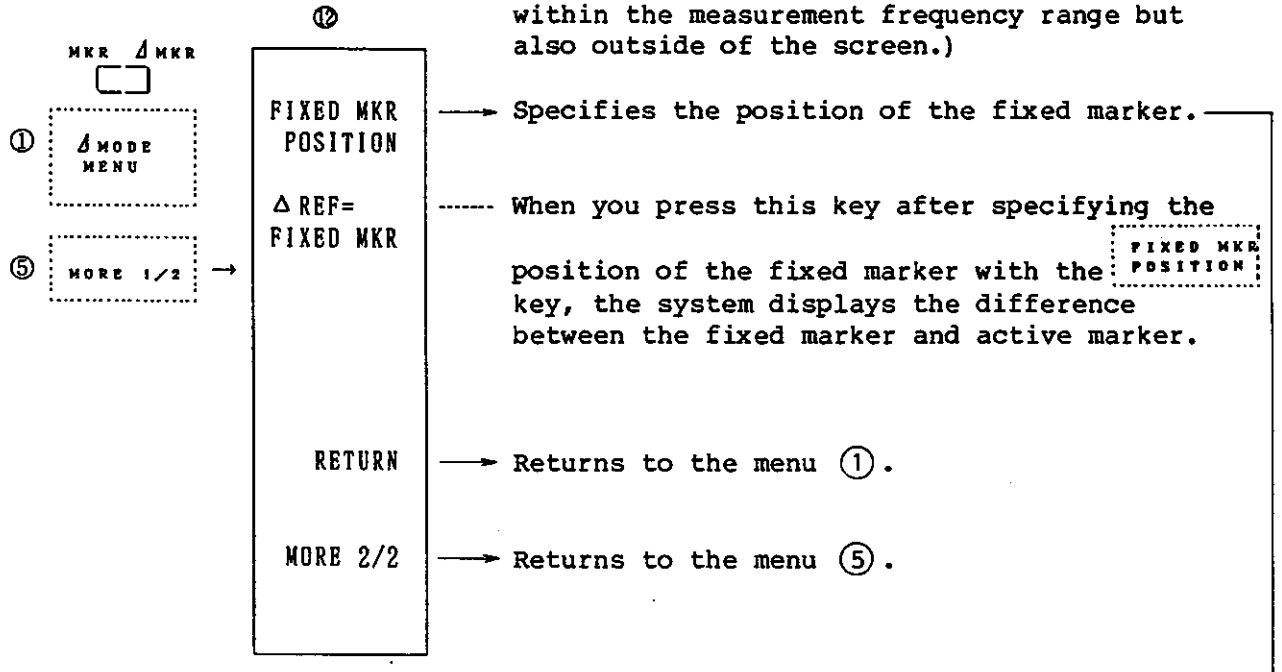 ⑫
within the measurement frequency range but
also outside of the screen.)
MKR ΔMKR
① ΔMODE
MENU
⑤ MORE 1/2 →
FIXED MKR → Specifies the position of the fixed marker.
POSITION
Δ REF= ------ When you press this key after specifying the
FIXED MKR
position of the fixed marker with the FIXED MKR POSITION
key, the system displays the difference
between the fixed marker and active marker.
RETURN → Returns to the menu ①.
MORE 2/2 → Returns to the menu ⑤.